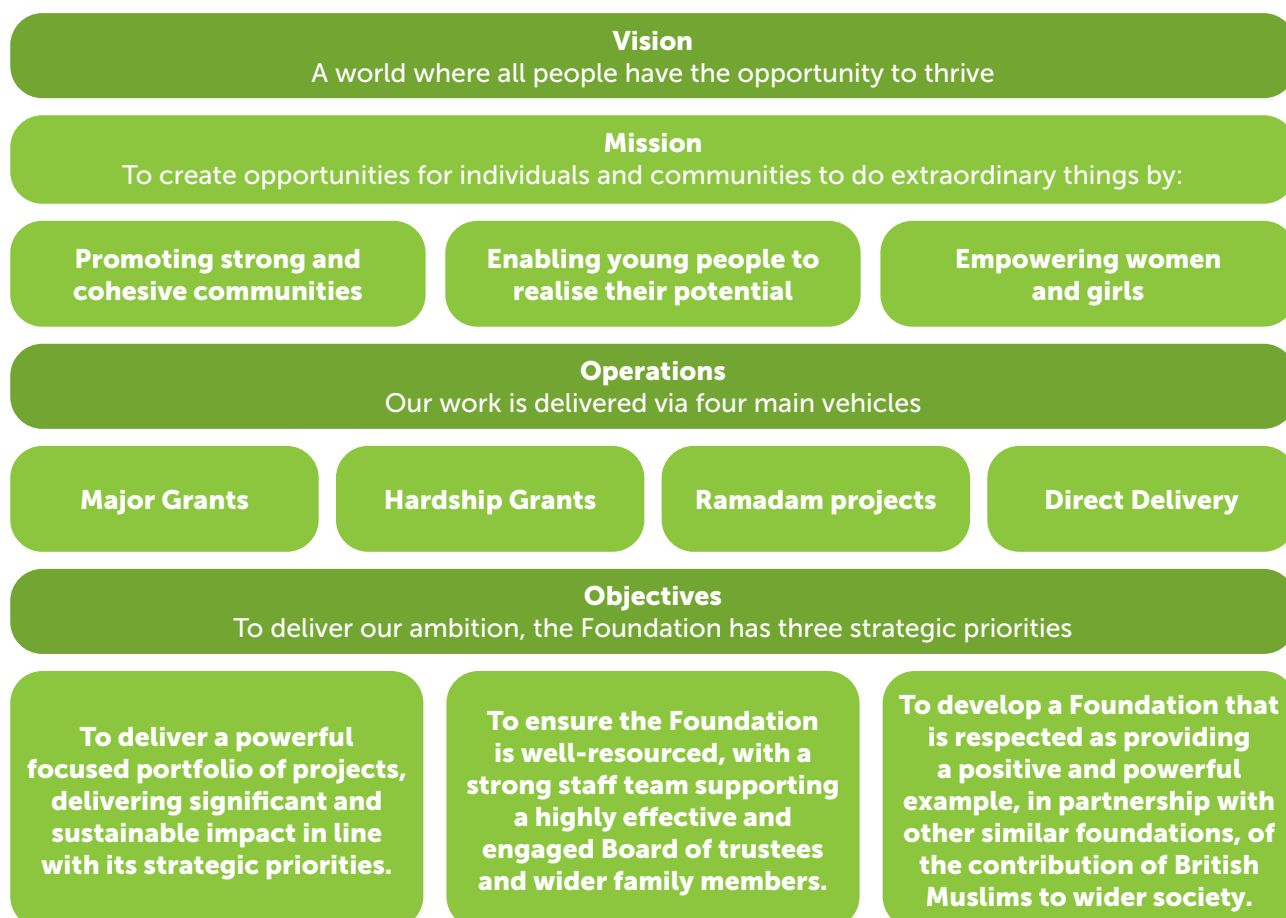 Vision
A world where all people have the opportunity to thrive
Mission
To create opportunities for individuals and communities to do extraordinary things by:
Promoting strong and
cohesive communities
Enabling young people to
realise their potential
Empowering women
and girls
Operations
Our work is delivered via four main vehicles
Major Grants
Hardship Grants
Ramadam projects
Direct Delivery
Objectives
To deliver our ambition, the Foundation has three strategic priorities
To deliver a powerful
focused portfolio of projects,
delivering significant and
sustainable impact in line
with its strategic priorities.
To ensure the Foundation
is well-resourced, with a
strong staff team supporting
a highly effective and
engaged Board of trustees
and wider family members.
To develop a Foundation that
is respected as providing
a positive and powerful
example, in partnership with
other similar foundations, of
the contribution of British
Muslims to wider society.